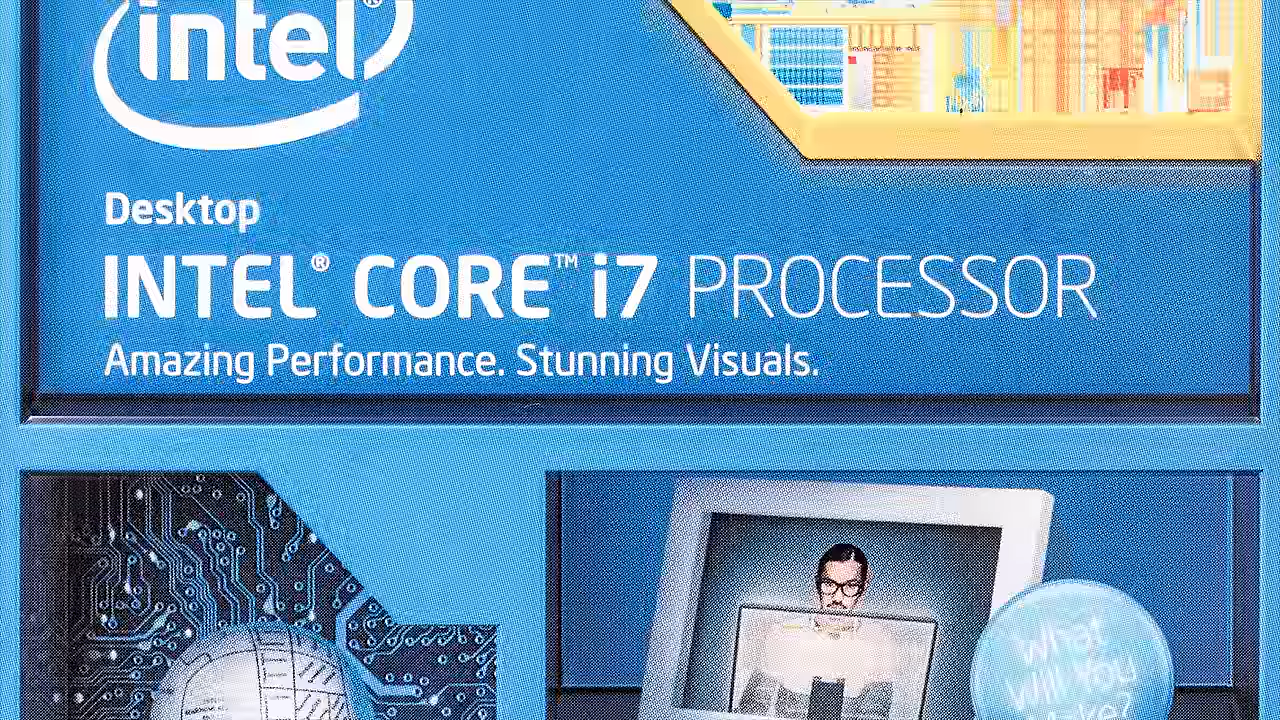 intel®
Desktop
INTEL® CORE™ i7 PROCESSOR
Amazing Performance. Stunning Visuals.
What
Will You